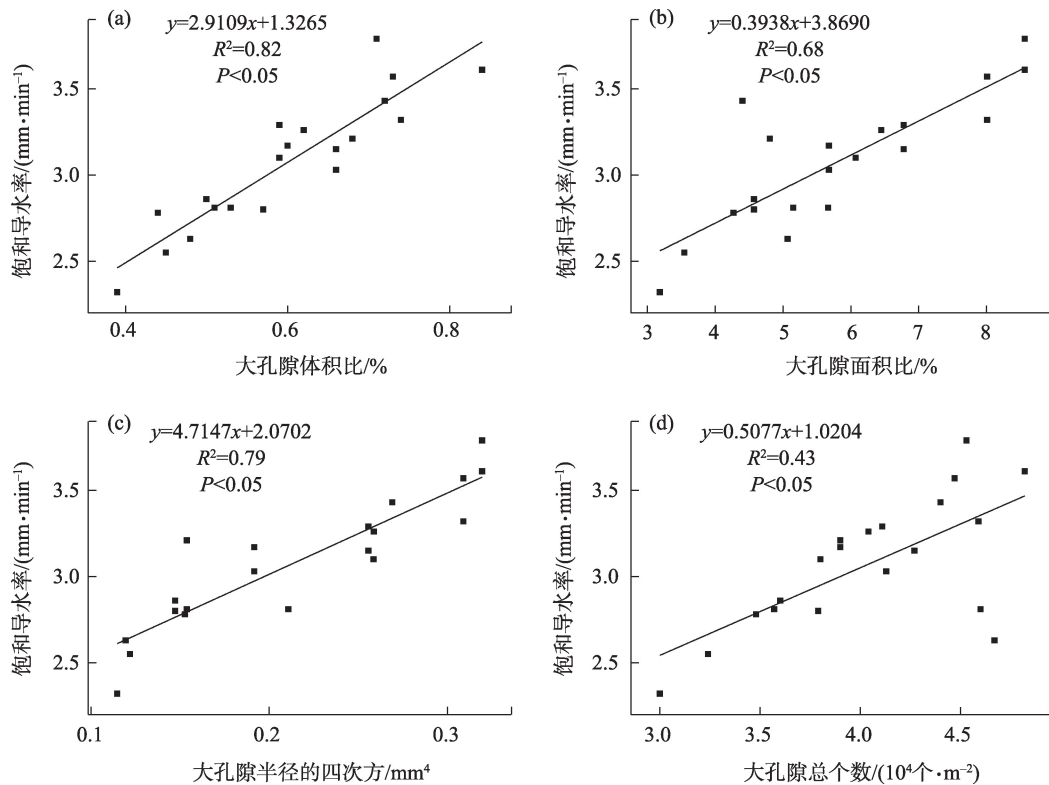 (a)
y=2.9109x+1.3265
R²=0.82
P<0.05
3.5
3.0
2.5
0.4 0.6 0.8
饱和导水率/(mm·min⁻¹)
大孔隙体积比/%
(b)
y=0.3938x+3.8690
R²=0.68
P<0.05
3.5
3.0
2.5
3 4 5 6 7 8
饱和导水率/(mm·min⁻¹)
大孔隙面积比/%
(c)
y=4.7147x+2.0702
R²=0.79
P<0.05
3.5
3.0
2.5
0.1 0.2 0.3
饱和导水率/(mm·min⁻¹)
大孔隙半径的四次方/mm⁴
(d)
y=0.5077x+1.0204
R²=0.43
P<0.05
3.5
3.0
2.5
3.0 3.5 4.0 4.5
饱和导水率/(mm·min⁻¹)
大孔隙总个数/(10⁴个·m⁻²)